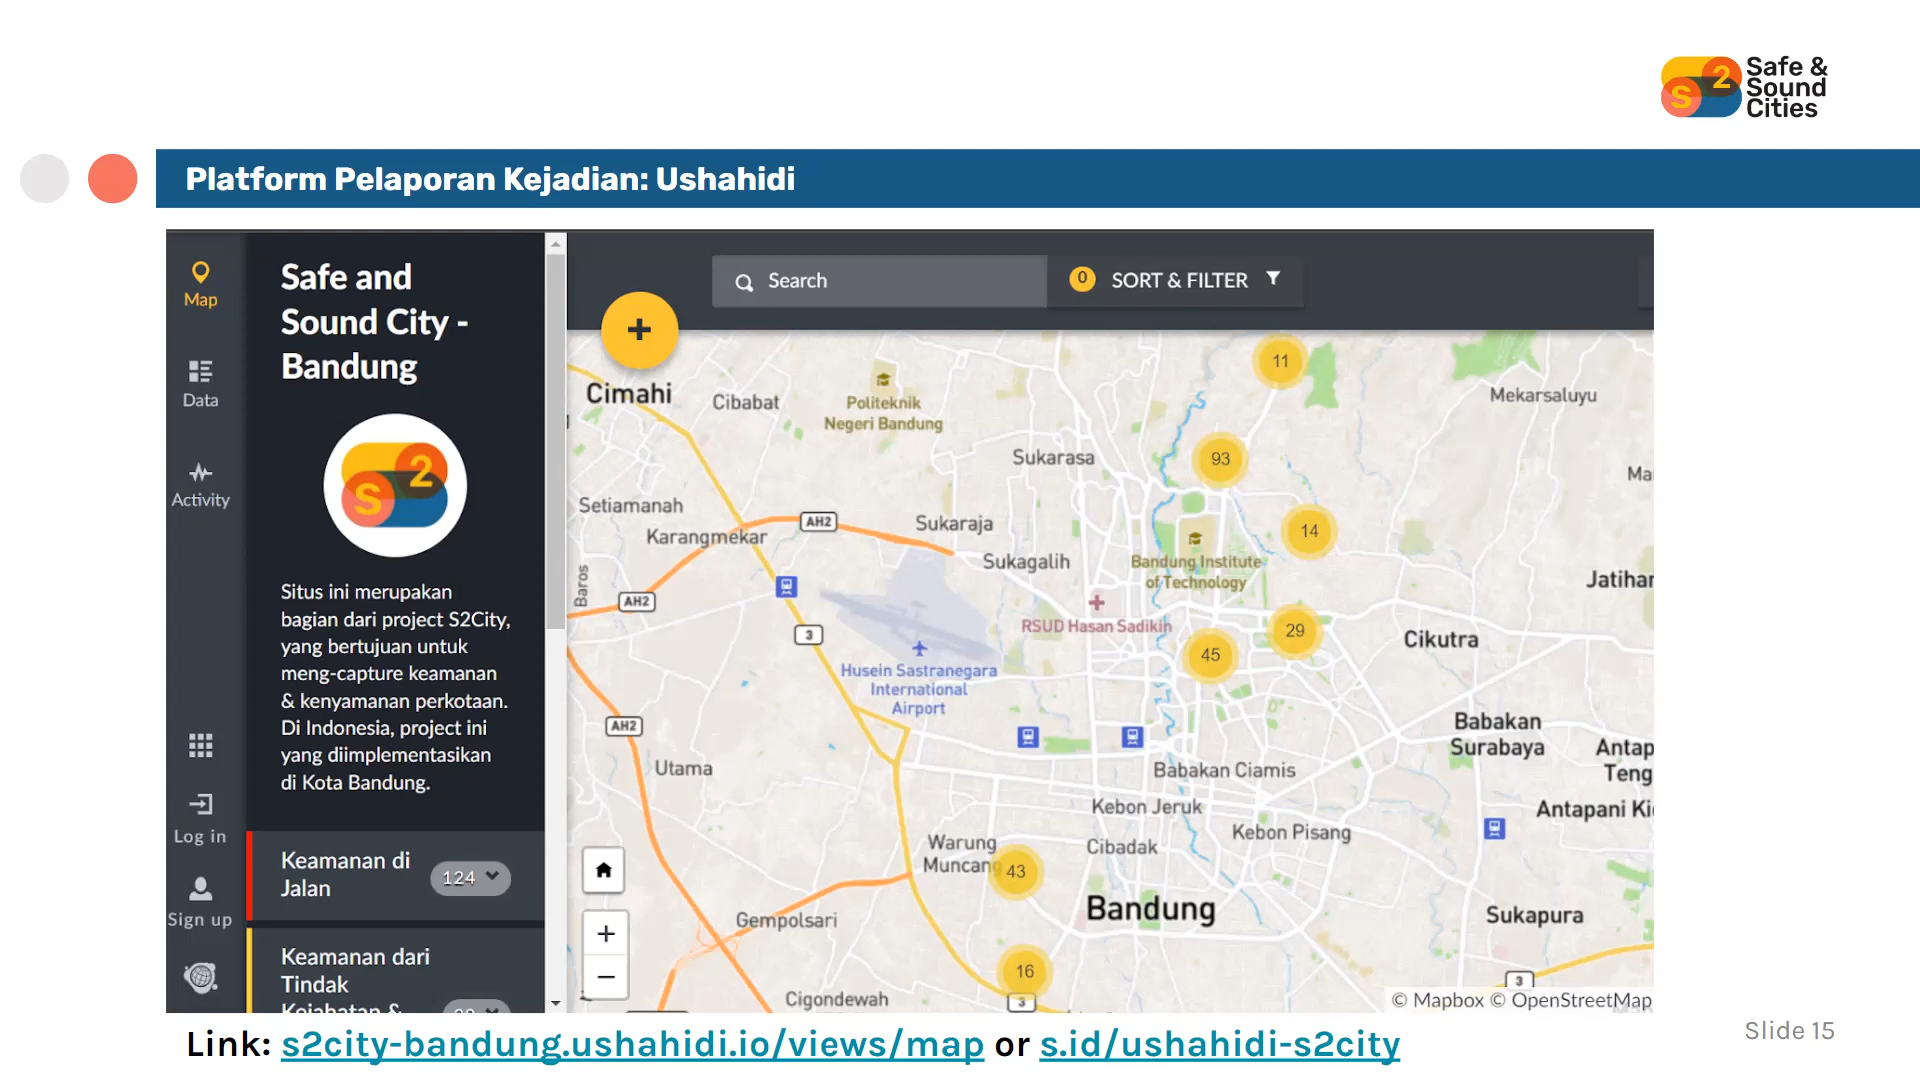 S 2 Safe &
Sound
Cities
Platform Pelaporan Kejadian: Ushahidi
Map
Data
Activity
Log in
Sign up
Safe and
Sound City -
Bandung
S 2
Situs ini merupakan
bagian dari project S2City,
yang bertujuan untuk
meng-capture keamanan
& kenyamanan perkotaan.
Di Indonesia, project ini
yang diimplementasikan
di Kota Bandung.
Keamanan di
Jalan
124
Keamanan dari
Tindak
Kejahatan &
Search
0 SORT & FILTER
+
11
Cimahi
Cibabat
Politeknik
Negeri Bandung
Mekarsaluyu
Sukarasa
93
Ma
Setiamanah
Karangmekar
AH2
Sukaraja
14
Sukagalih
Bandung Institute
of Technology
Jatihar
Baros
AH2
3
RSUD Hasan Sadikin
29
45
Cikutra
Husein Sastranegara
International
Airport
AH2
Babakan
Surabaya
Antap
Teng
Utama
Babakan Ciamis
Kebon Jeruk
Antapani Ki
Kebon Pisang
Warung
Muncang
43
Cibadak
Bandung
Gempolsari
Sukapura
+
−
16
3
3
Cigondewah
© Mapbox © OpenStreetMap
Link: s2city-bandung.ushahidi.io/views/map or s.id/ushahidi-s2city
Slide 15